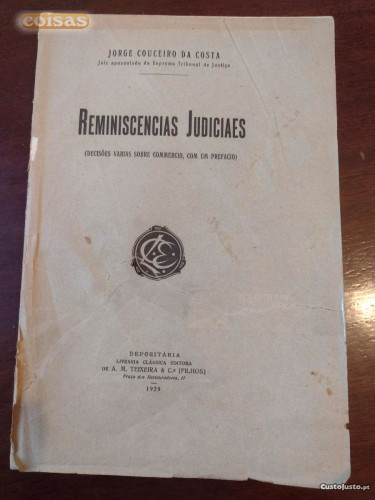 coisas
JORGE COUCEIRO DA COSTA
Juiz aposentado do Supremo Tribunal de Justiça
REMINISCENCIAS JUDICIAES
(DECISÕES VARIAS SOBRE COMMERCIO, COM UM PREFACIO)
DEPOSITÁRIA
LIVRARIA CLÁSSICA EDITORA
DE A. M. TEIXEIRA & C.ª (FILHOS)
Praça dos Restauradores, 17
1929
CustoJusto.pt